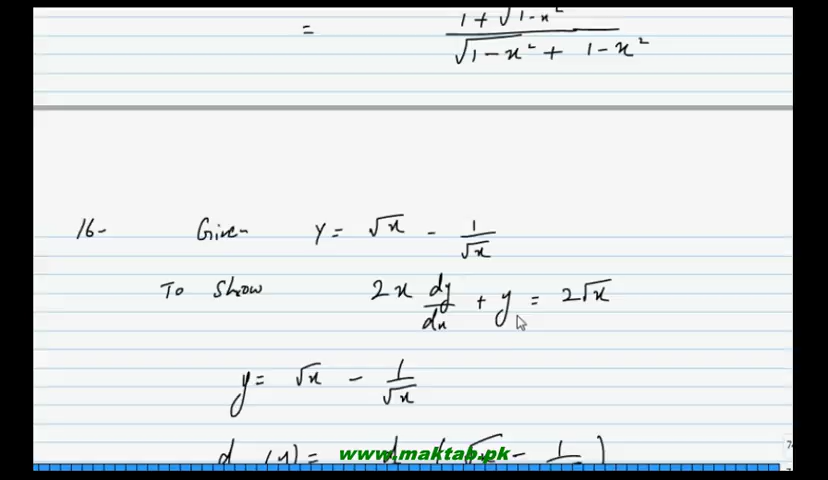 = (1 + √1-x²) / (√1-x² + 1-x²)
16- Given y = √x - 1/√x
To Show 2x dy/dx + y = 2√x
y = √x - 1/√x
d (y) = d ( √x - 1 )
www.maktab.pk